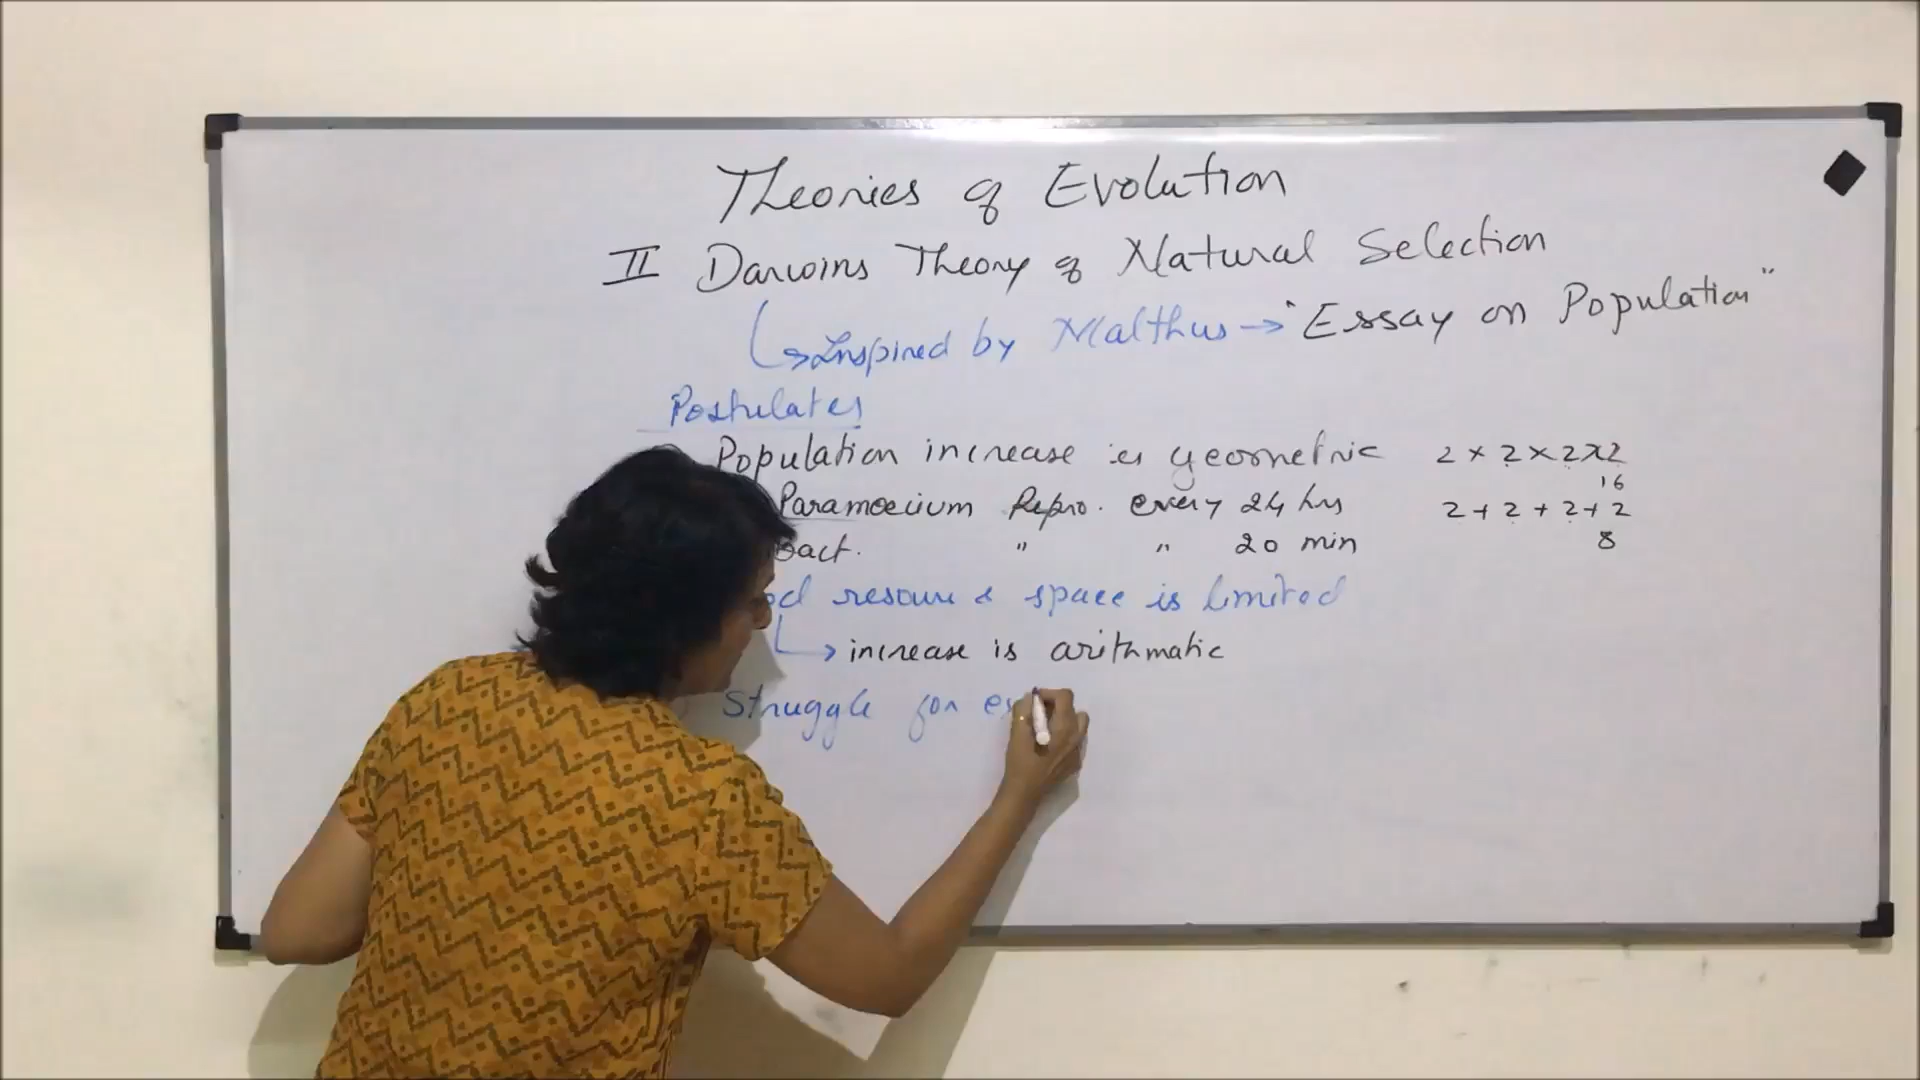 Theories of Evolution
II Darwins Theory of Natural Selection
Inspired by Malthus → "Essay on Population"
Postulates
Population increase is geometric 2 × 2 × 2 × 2
16
Paramoecium Repro. every 24 hrs 2 + 2 + 2 + 2
Bact. " " 20 min 8
resource & space is limited
→ increase is arithmatic
Struggle for